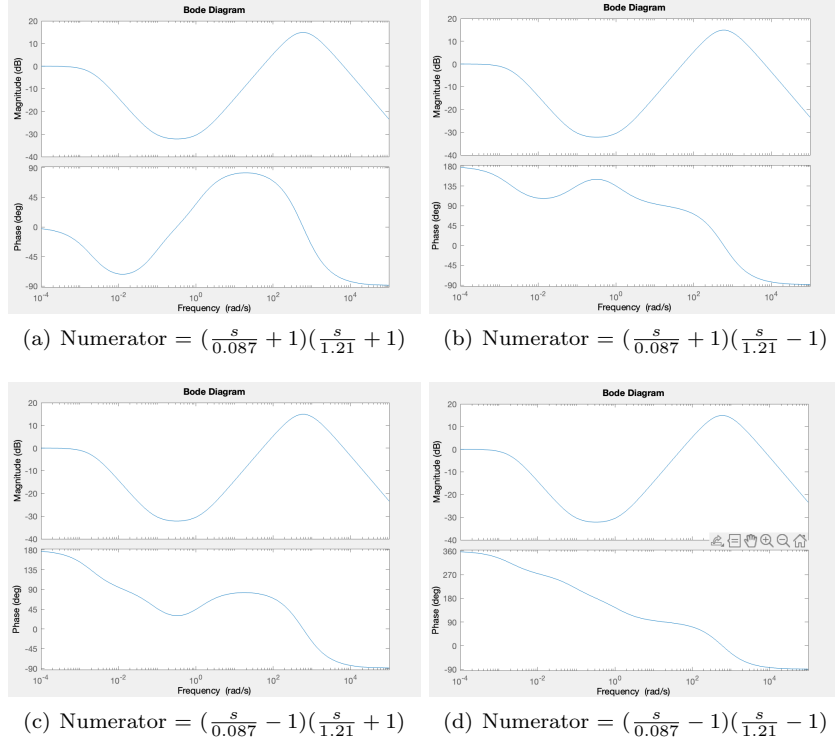 Bode Diagram
Magnitude (dB)
20
10
0
-10
-20
-30
-40
Phase (deg)
90
45
0
-45
-90
10^-4 10^-2 10^0 10^2 10^4
Frequency (rad/s)
(a) Numerator = (s/0.087 + 1)(s/1.21 + 1)
Bode Diagram
Magnitude (dB)
20
10
0
-10
-20
-30
-40
Phase (deg)
180
135
90
45
0
-45
-90
10^-4 10^-2 10^0 10^2 10^4
Frequency (rad/s)
(b) Numerator = (s/0.087 + 1)(s/1.21 − 1)
Bode Diagram
Magnitude (dB)
20
10
0
-10
-20
-30
-40
Phase (deg)
180
135
90
45
0
-45
-90
10^-4 10^-2 10^0 10^2 10^4
Frequency (rad/s)
(c) Numerator = (s/0.087 − 1)(s/1.21 + 1)
Bode Diagram
Magnitude (dB)
20
10
0
-10
-20
-30
-40
Phase (deg)
360
270
180
90
0
-90
10^-4 10^-2 10^0 10^2 10^4
Frequency (rad/s)
(d) Numerator = (s/0.087 − 1)(s/1.21 − 1)